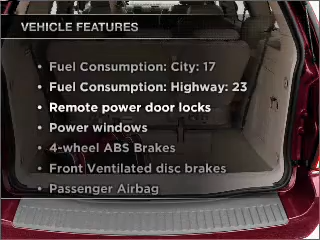 VEHICLE FEATURES
• Fuel Consumption: City: 17
• Fuel Consumption: Highway: 23
• Remote power door locks
• Power windows
• 4-wheel ABS Brakes
• Front Ventilated disc brakes
• Passenger Airbag